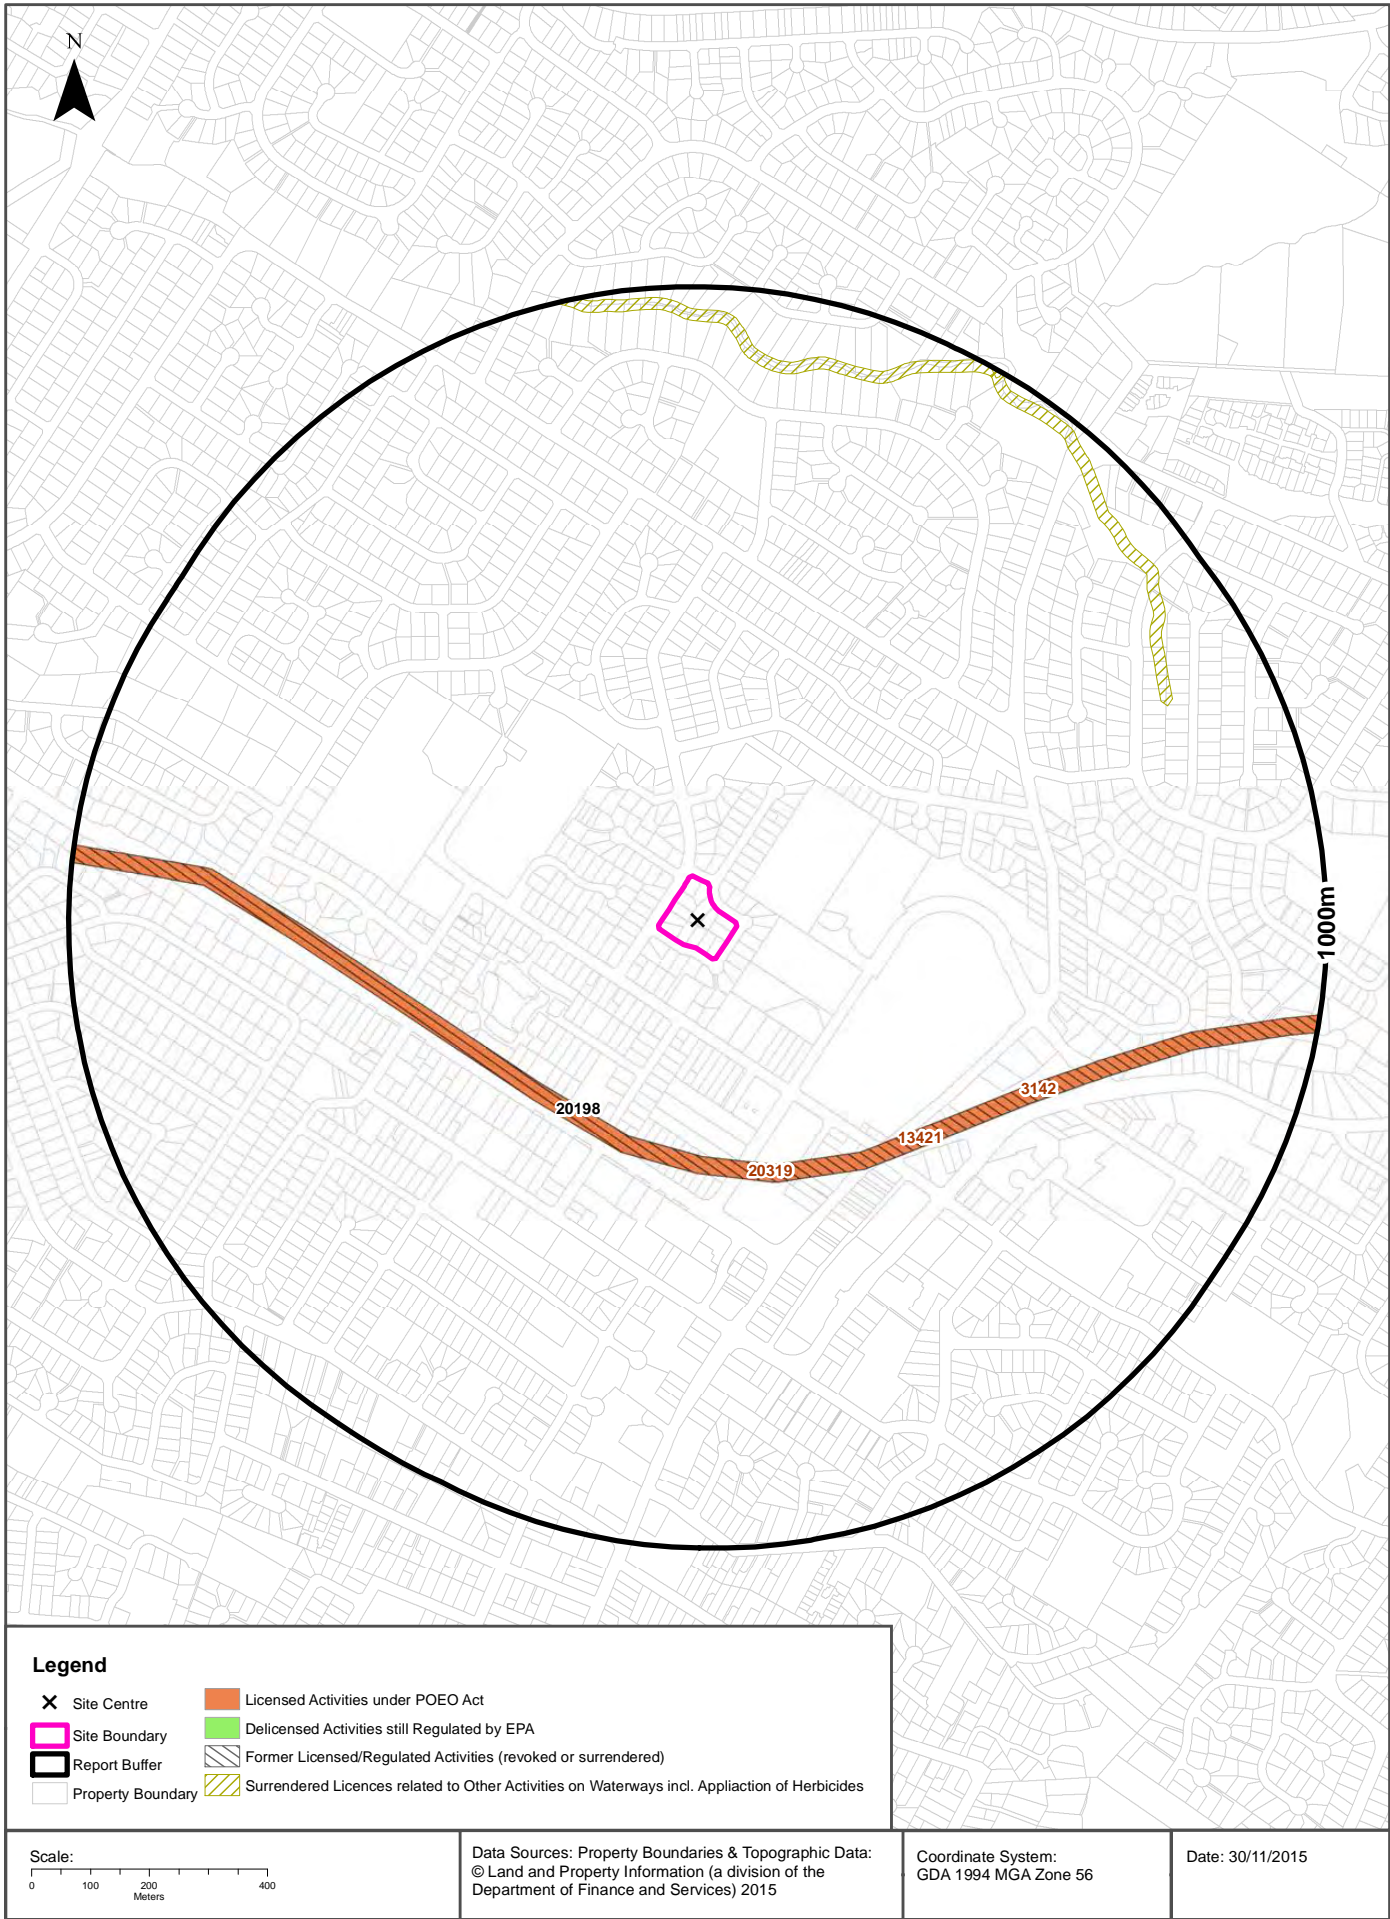 N
1000m
20198
3142
13421
20319
Legend
Site Centre
Site Boundary
Report Buffer
Property Boundary
Licensed Activities under POEO Act
Delicensed Activities still Regulated by EPA
Former Licensed/Regulated Activities (revoked or surrendered)
Surrendered Licences related to Other Activities on Waterways incl. Appliaction of Herbicides
Scale:
0 100 200 400
Meters
Data Sources: Property Boundaries & Topographic Data:
© Land and Property Information (a division of the
Department of Finance and Services) 2015
Coordinate System:
GDA 1994 MGA Zone 56
Date: 30/11/2015